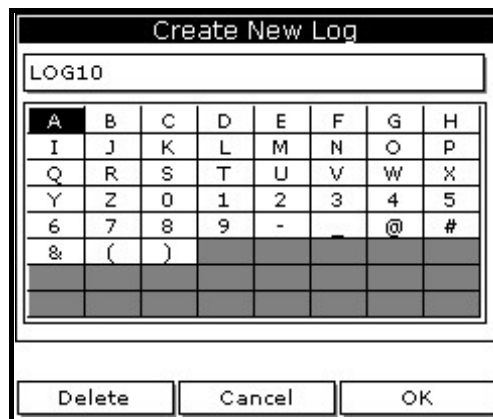 Create New Log
LOG10
A B C D E F G H
I J K L M N O P
Q R S T U V W X
Y Z 0 1 2 3 4 5
6 7 8 9 - _ @ #
& ( )
Delete Cancel OK